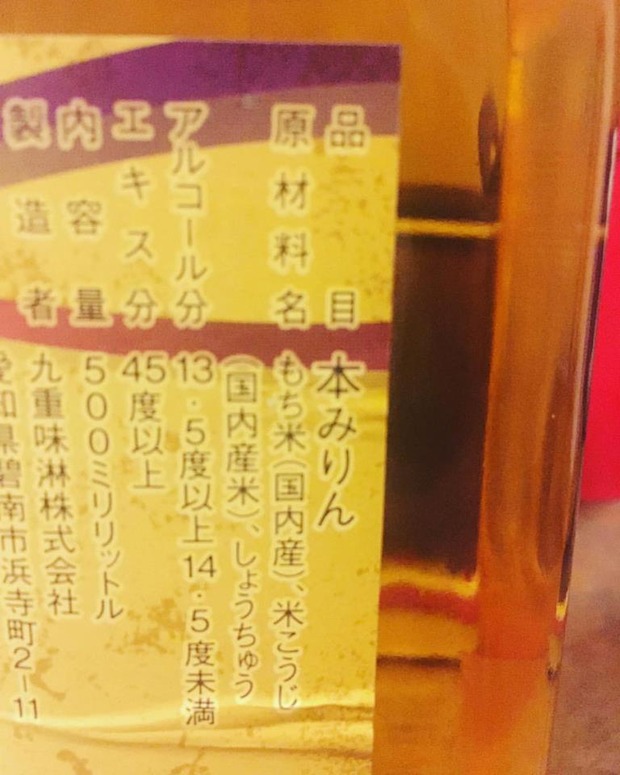 品目 本みりん
原材料名 もち米(国内産)、米こうじ
(国内産米)、しょうちゅう
アルコール分 13.5度以上14.5度未満
エキス分 45度以上
内容量 500ミリリットル
製造者 九重味淋株式会社
愛知県碧南市浜寺町2-11